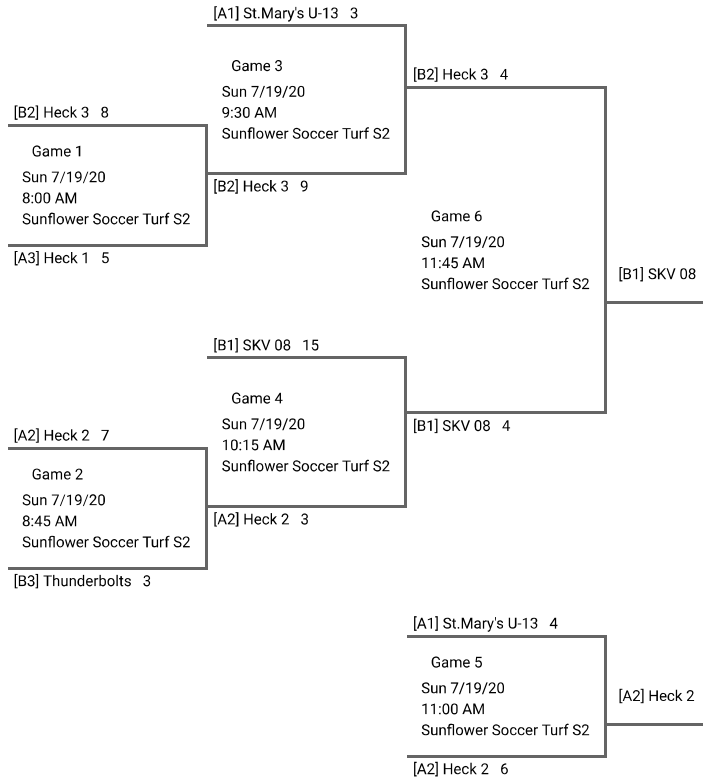 [A1] St.Mary's U-13 3
Game 3
Sun 7/19/20
9:30 AM
Sunflower Soccer Turf S2
[B2] Heck 3 9
[B2] Heck 3 8
Game 1
Sun 7/19/20
8:00 AM
Sunflower Soccer Turf S2
[A3] Heck 1 5
[B2] Heck 3 4
Game 6
Sun 7/19/20
11:45 AM
Sunflower Soccer Turf S2
[B1] SKV 08 4
[B1] SKV 08
[B1] SKV 08 15
Game 4
Sun 7/19/20
10:15 AM
Sunflower Soccer Turf S2
[A2] Heck 2 3
[A2] Heck 2 7
Game 2
Sun 7/19/20
8:45 AM
Sunflower Soccer Turf S2
[B3] Thunderbolts 3
[A1] St.Mary's U-13 4
Game 5
Sun 7/19/20
11:00 AM
Sunflower Soccer Turf S2
[A2] Heck 2 6
[A2] Heck 2